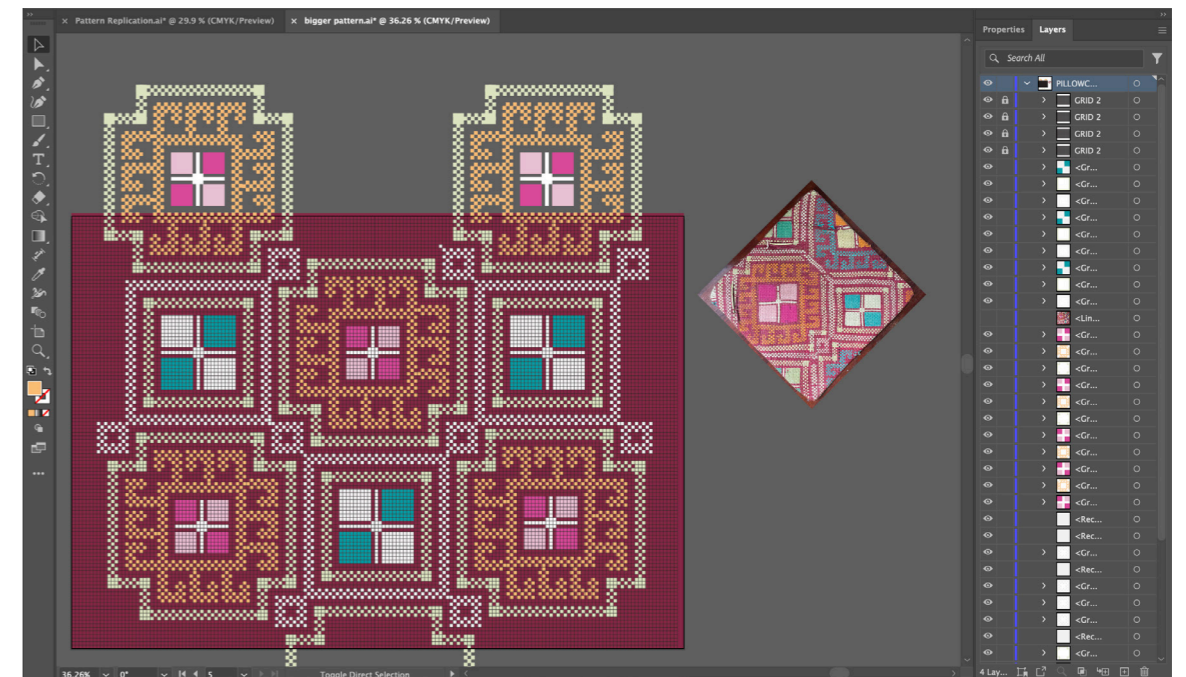 Pattern Replication.ai* @ 29.9 % (CMYK/Preview)
bigger pattern.ai* @ 36.26 % (CMYK/Preview)
Properties Layers
Search All
PILLOWC...
GRID 2
GRID 2
GRID 2
GRID 2
<Gr...
<Gr...
<Gr...
<Gr...
<Gr...
<Gr...
<Gr...
<Gr...
<Gr...
<Lin...
<Gr...
<Gr...
<Gr...
<Gr...
<Gr...
<Gr...
<Gr...
<Gr...
<Gr...
<Gr...
<Gr...
<Rec...
<Rec...
<Gr...
<Rec...
<Gr...
<Gr...
<Gr...
<Rec...
<Gr...
36.26% 0° 5 Toggle Direct Selection
4 Lay...